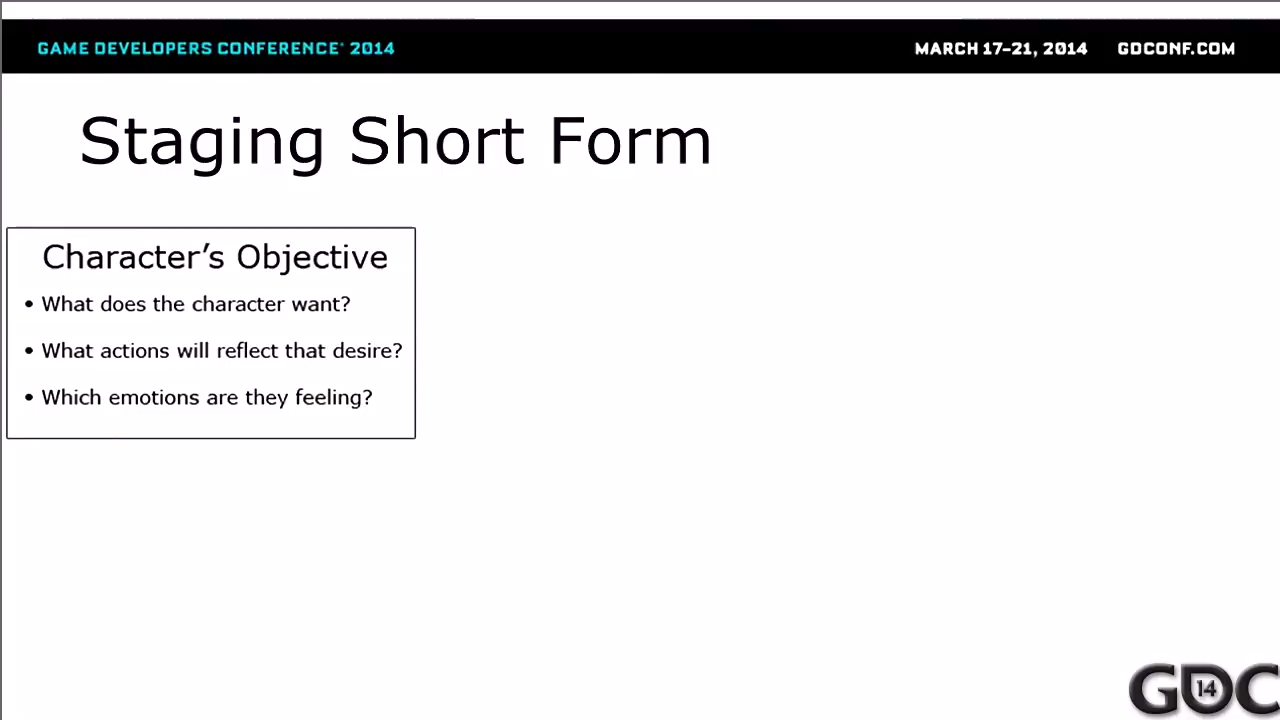 GAME DEVELOPERS CONFERENCE® 2014
MARCH 17–21, 2014 GDCONF.COM
Staging Short Form
Character’s Objective
• What does the character want?
• What actions will reflect that desire?
• Which emotions are they feeling?
GDC 14